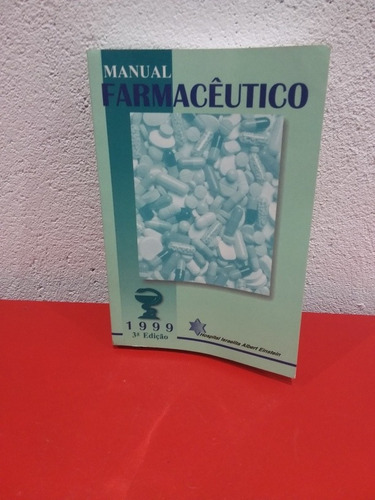 MANUAL
FARMACÊUTICO
1999
3ª Edição
Hospital Israelita Albert Einstein